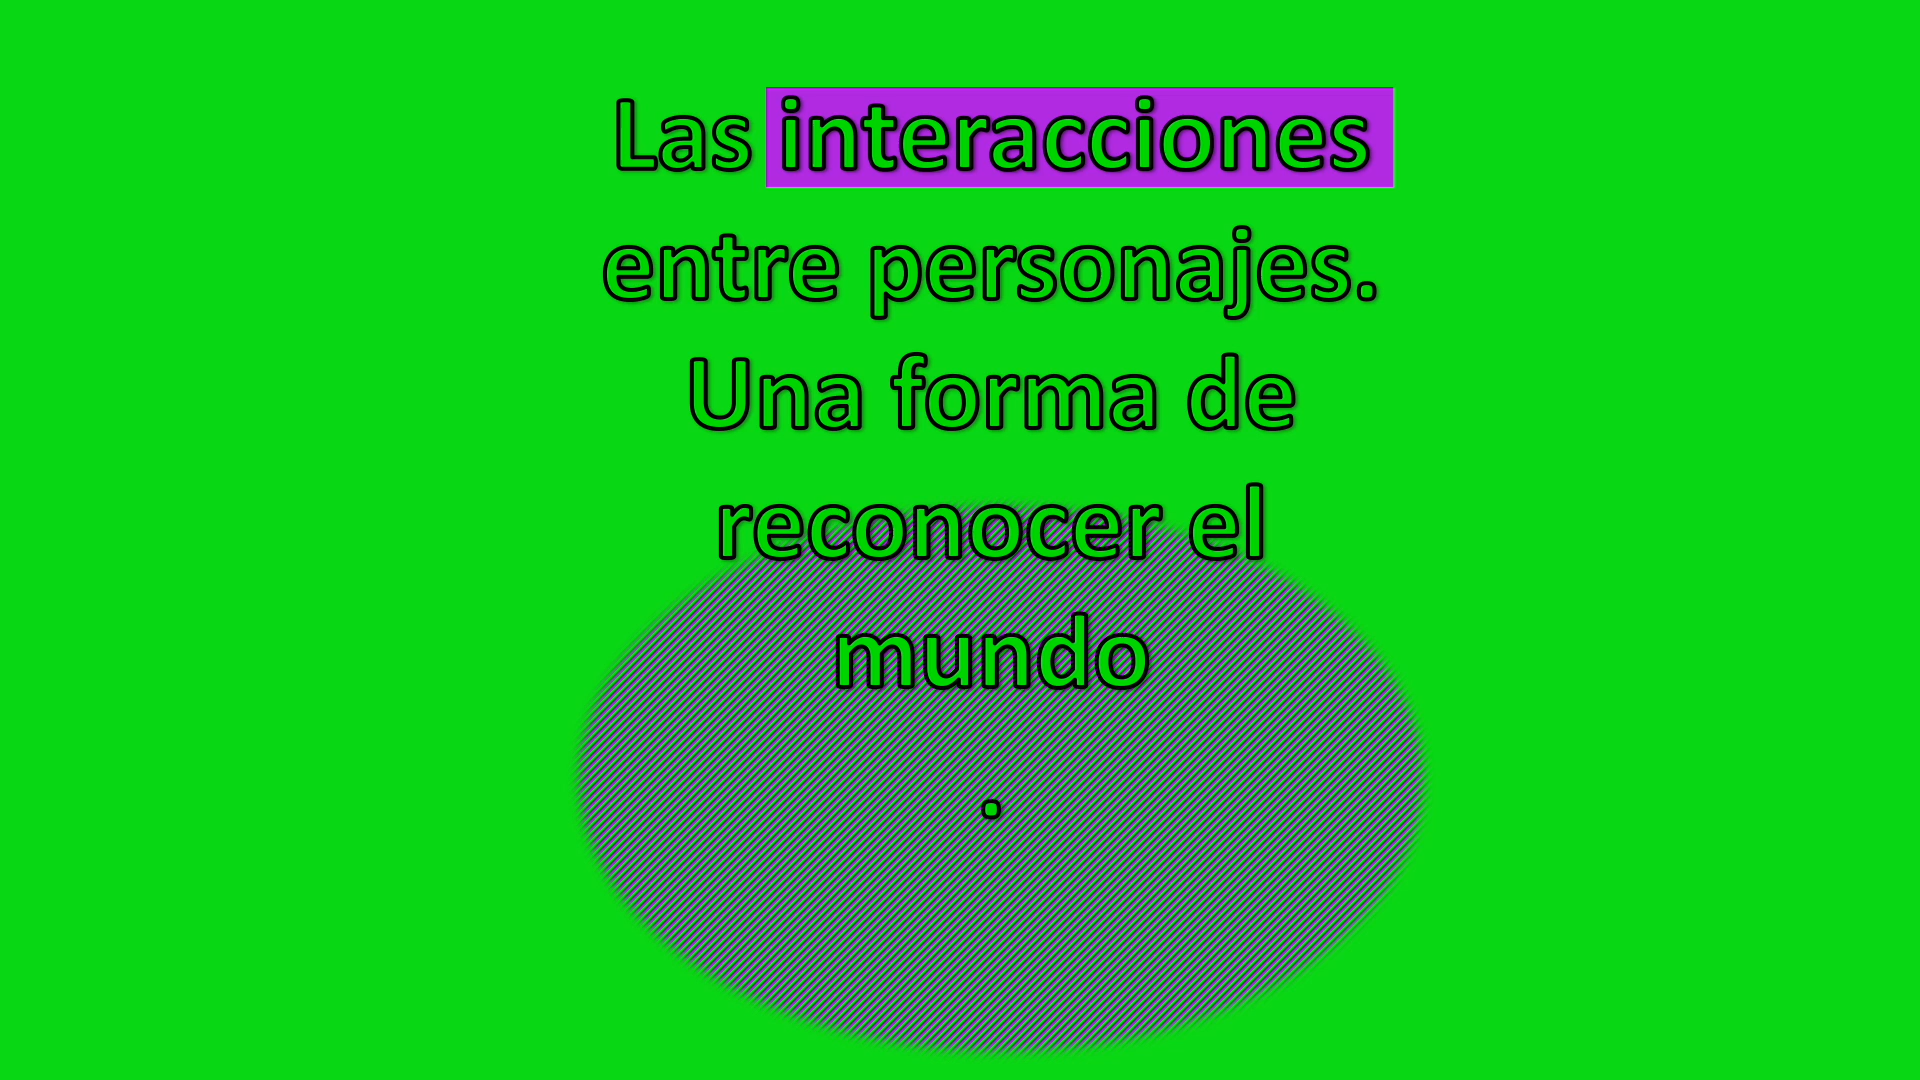 Las interacciones
entre personajes.
Una forma de
reconocer el
mundo
.